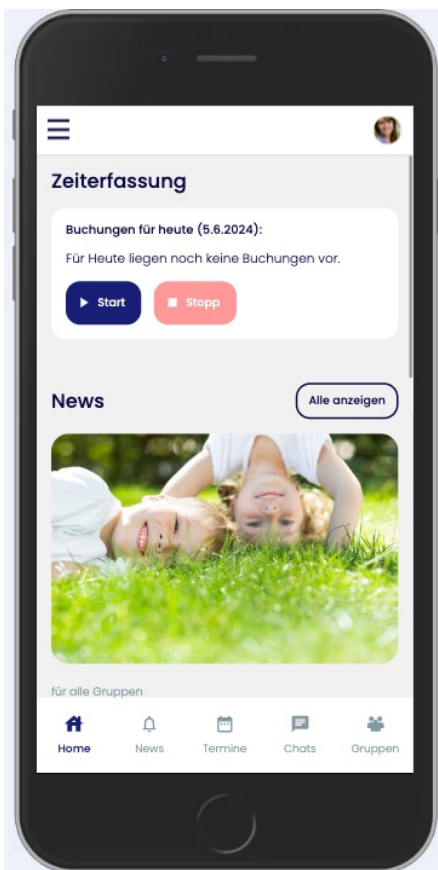 Zeiterfassung
Buchungen für heute (5.6.2024):
Für Heute liegen noch keine Buchungen vor.
Start Stopp
News Alle anzeigen
für alle Gruppen
Home News Termine Chats Gruppen